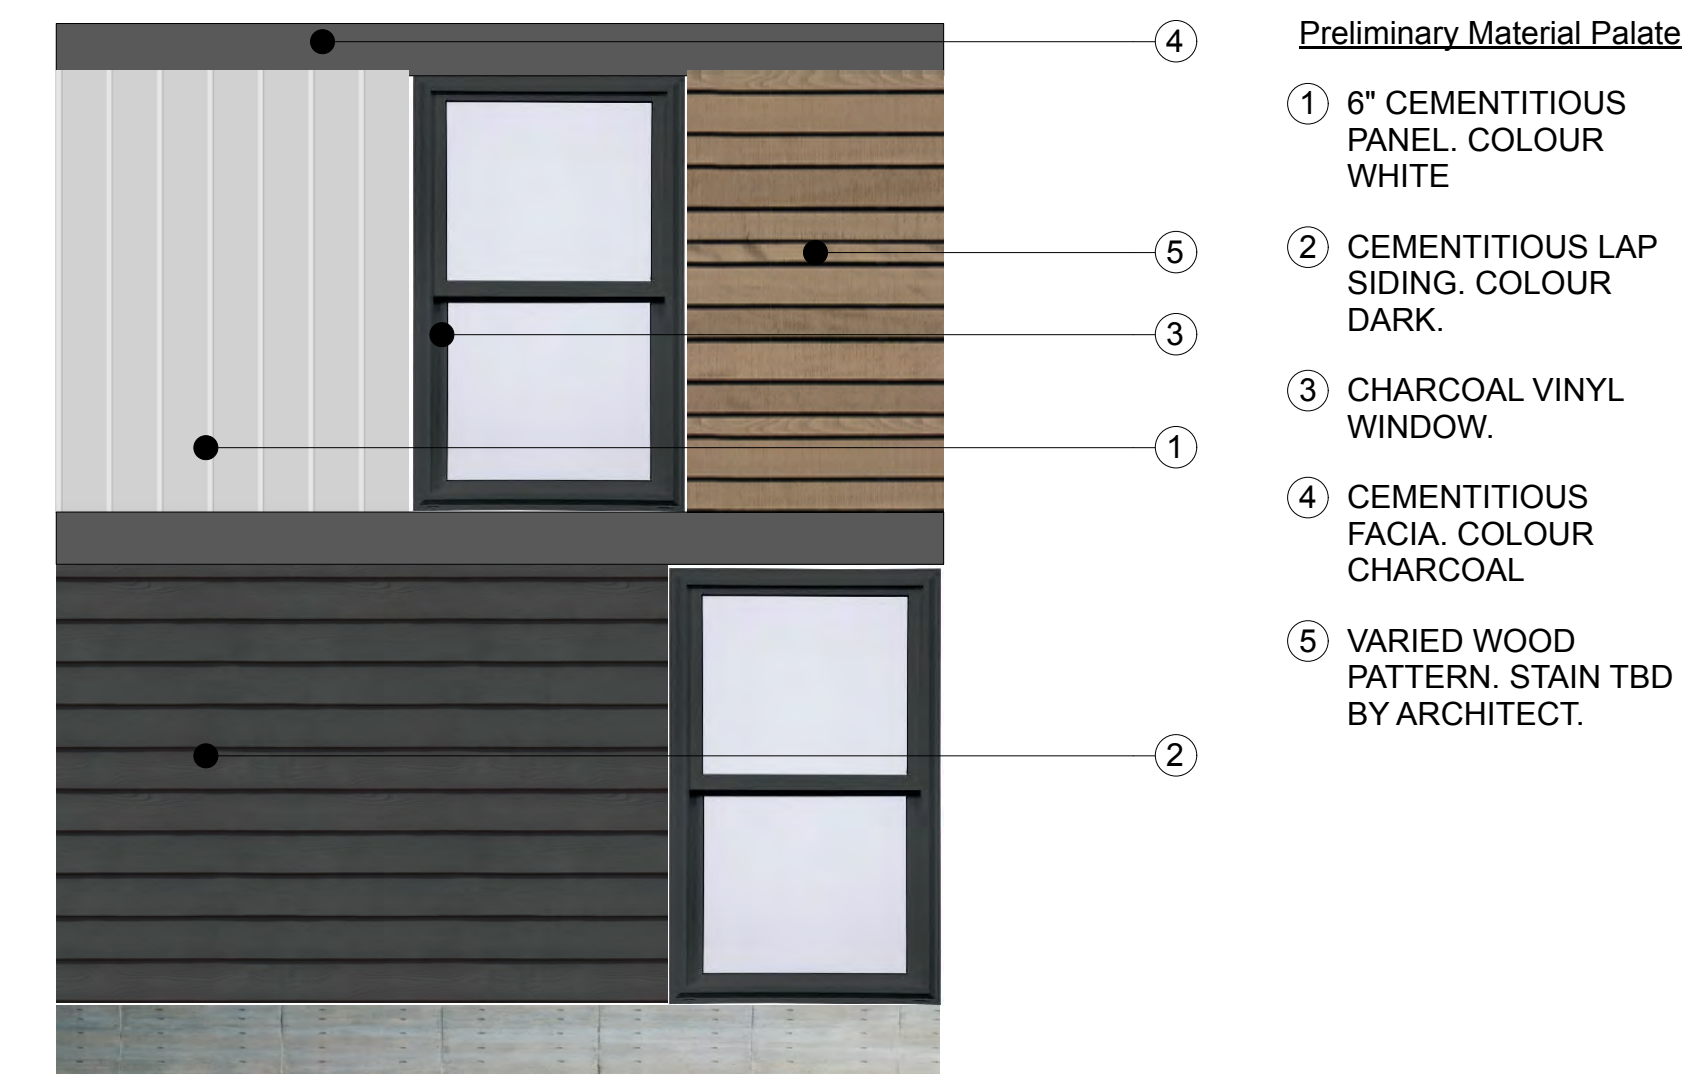 4
5
3
1
2
Preliminary Material Palate
1 6" CEMENTITIOUS
PANEL. COLOUR
WHITE
2 CEMENTITIOUS LAP
SIDING. COLOUR
DARK.
3 CHARCOAL VINYL
WINDOW.
4 CEMENTITIOUS
FACIA. COLOUR
CHARCOAL
5 VARIED WOOD
PATTERN. STAIN TBD
BY ARCHITECT.